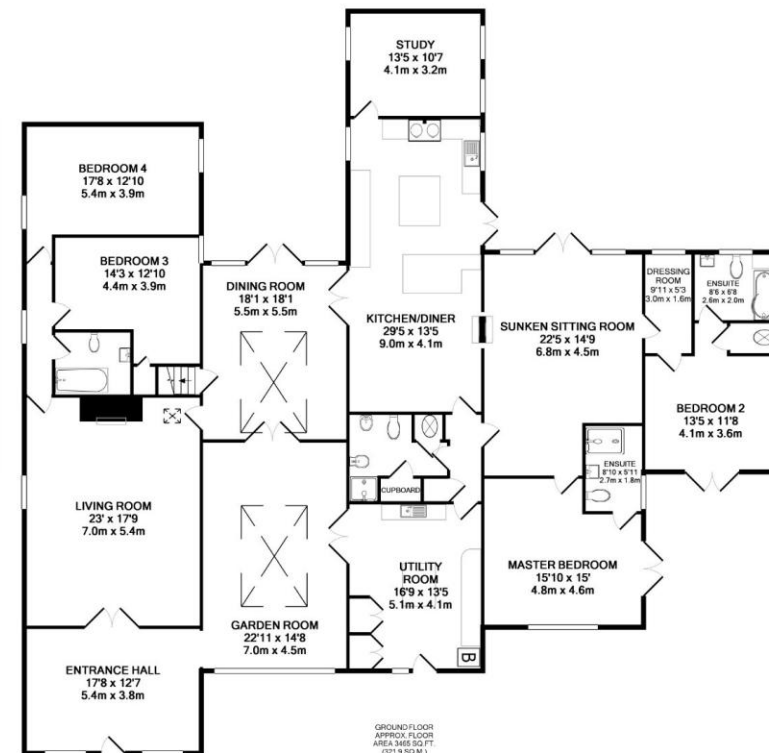 STUDY
13'5 x 10'7
4.1m x 3.2m
BEDROOM 4
17'8 x 12'10
5.4m x 3.9m
BEDROOM 3
14'3 x 12'10
4.4m x 3.9m
DINING ROOM
18'1 x 18'1
5.5m x 5.5m
KITCHEN/DINER
29'5 x 13'5
9.0m x 4.1m
SUNKEN SITTING ROOM
22'5 x 14'9
6.8m x 4.5m
DRESSING
ROOM
9'11 x 5'3
3.0m x 1.6m
ENSUITE
8'6 x 6'8
2.6m x 2.0m
BEDROOM 2
13'5 x 11'8
4.1m x 3.6m
ENSUITE
8'10 x 5'11
2.7m x 1.8m
CUPBOARD
LIVING ROOM
23' x 17'9
7.0m x 5.4m
UTILITY
ROOM
16'9 x 13'5
5.1m x 4.1m
MASTER BEDROOM
15'10 x 15'
4.8m x 4.6m
GARDEN ROOM
22'11 x 14'8
7.0m x 4.5m
B
ENTRANCE HALL
17'8 x 12'7
5.4m x 3.8m
GROUND FLOOR
APPROX. FLOOR
AREA 3465 SQ.FT.
(321.9 SQ.M.)